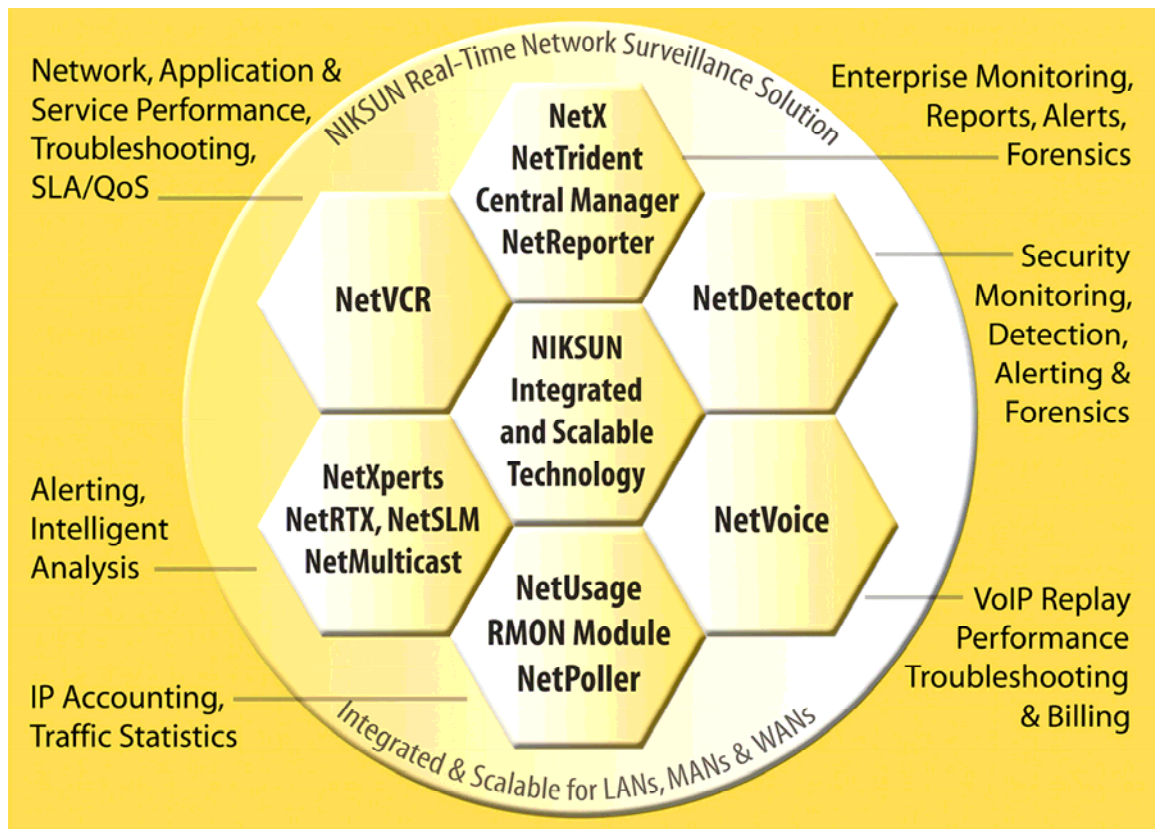 NIKSUN Real-Time Network Surveillance Solution
Network, Application &
Service Performance,
Troubleshooting,
SLA/QoS
NetX
NetTrident
Central Manager
NetReporter
Enterprise Monitoring,
Reports, Alerts,
Forensics
NetVCR
NetDetector
Security
Monitoring,
Detection,
Alerting &
Forensics
NIKSUN
Integrated
and Scalable
Technology
Alerting,
Intelligent
Analysis
NetXperts
NetRTX, NetSLM
NetMulticast
NetVoice
VoIP Replay
Performance
Troubleshooting
& Billing
NetUsage
RMON Module
NetPoller
IP Accounting,
Traffic Statistics
Integrated & Scalable for LANs, MANs & WANs